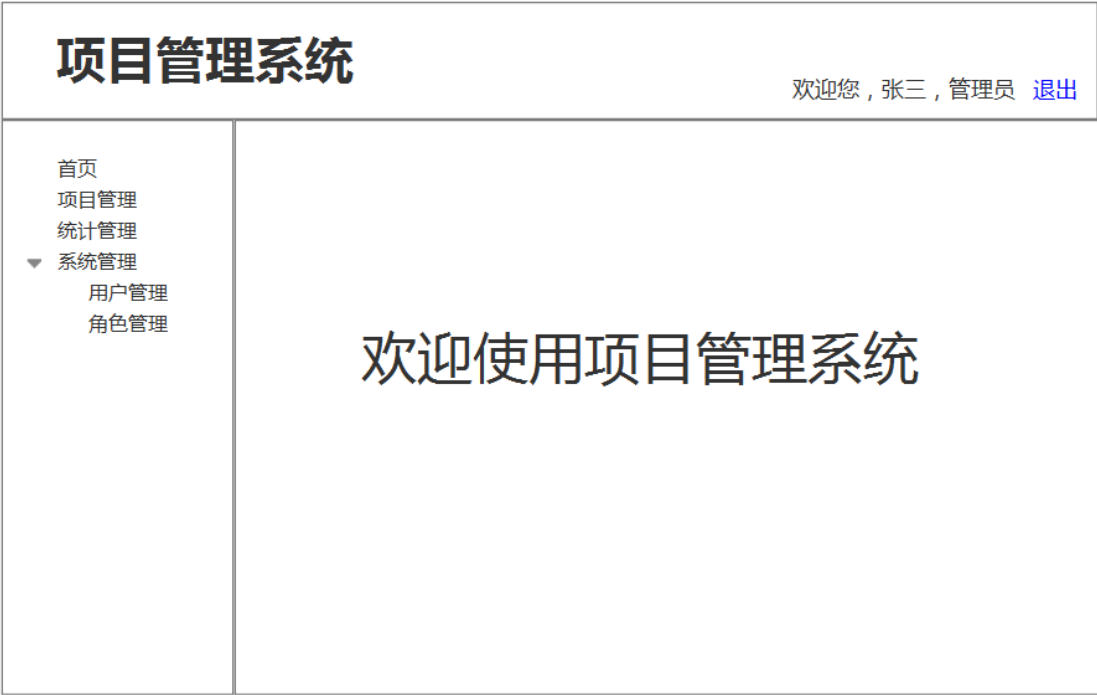 项目管理系统
欢迎您，张三，管理员 退出
首页
项目管理
统计管理
系统管理
用户管理
角色管理
欢迎使用项目管理系统